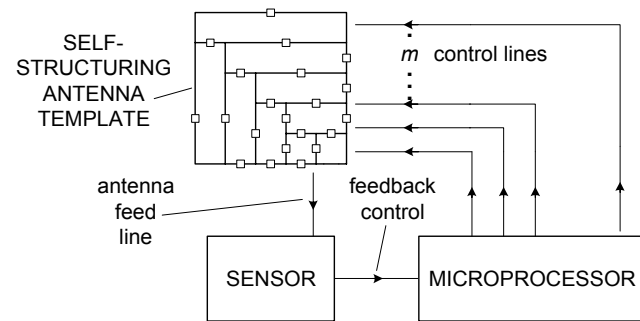 SELF-
STRUCTURING
ANTENNA
TEMPLATE
m control lines
antenna
feed
line
feedback
control
SENSOR
MICROPROCESSOR